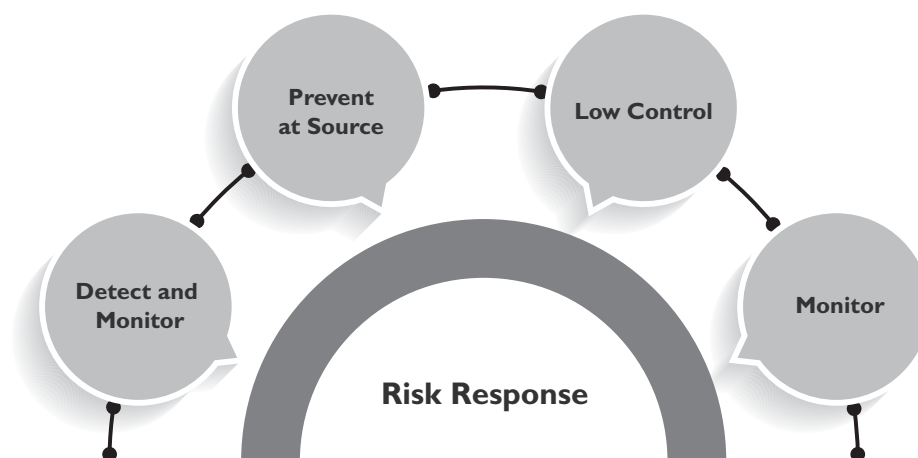 Prevent
at Source
Low Control
Detect and
Monitor
Monitor
Risk Response